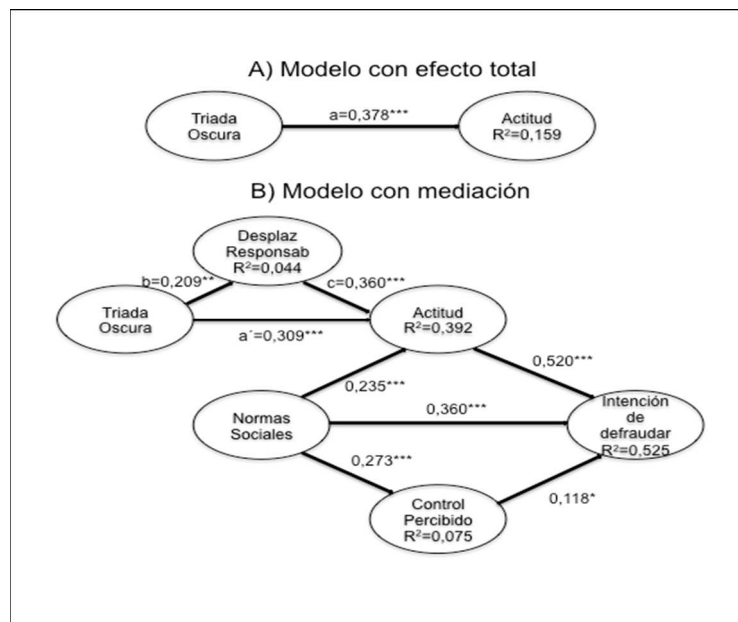 A) Modelo con efecto total
Triada
Oscura
a=0,378***
Actitud
R²=0,159
B) Modelo con mediación
Desplaz
Responsab
R²=0,044
b=0,209**
c=0,360***
Triada
Oscura
a´=0,309***
Actitud
R²=0,392
0,235***
0,520***
Normas
Sociales
0,360***
Intención
de
defraudar
R²=0,525
0,273***
0,118*
Control
Percibido
R²=0,075